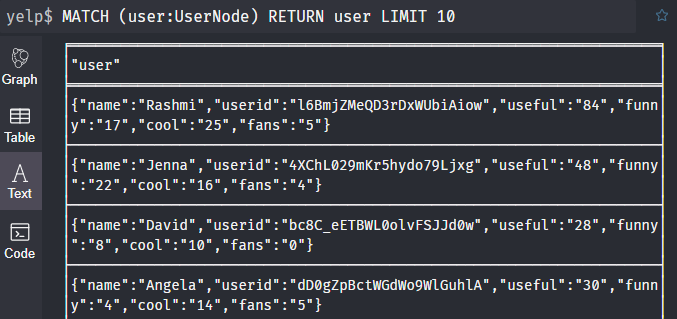 yelp$ MATCH (user:UserNode) RETURN user LIMIT 10
Graph
Table
Text
Code
"user"
{"name":"Rashmi","userid":"l6BmjZMeQD3rDxWUbiAiow","useful":"84","funn
y":"17","cool":"25","fans":"5"}
{"name":"Jenna","userid":"4XChL029mKr5hydo79Ljxg","useful":"48","funny
":"22","cool":"16","fans":"4"}
{"name":"David","userid":"bc8C_eETBWL0olvFSJJd0w","useful":"28","funny
":"8","cool":"10","fans":"0"}
{"name":"Angela","userid":"dD0gZpBctWGdWo9WlGuhlA","useful":"30","funn
y":"4","cool":"14","fans":"5"}